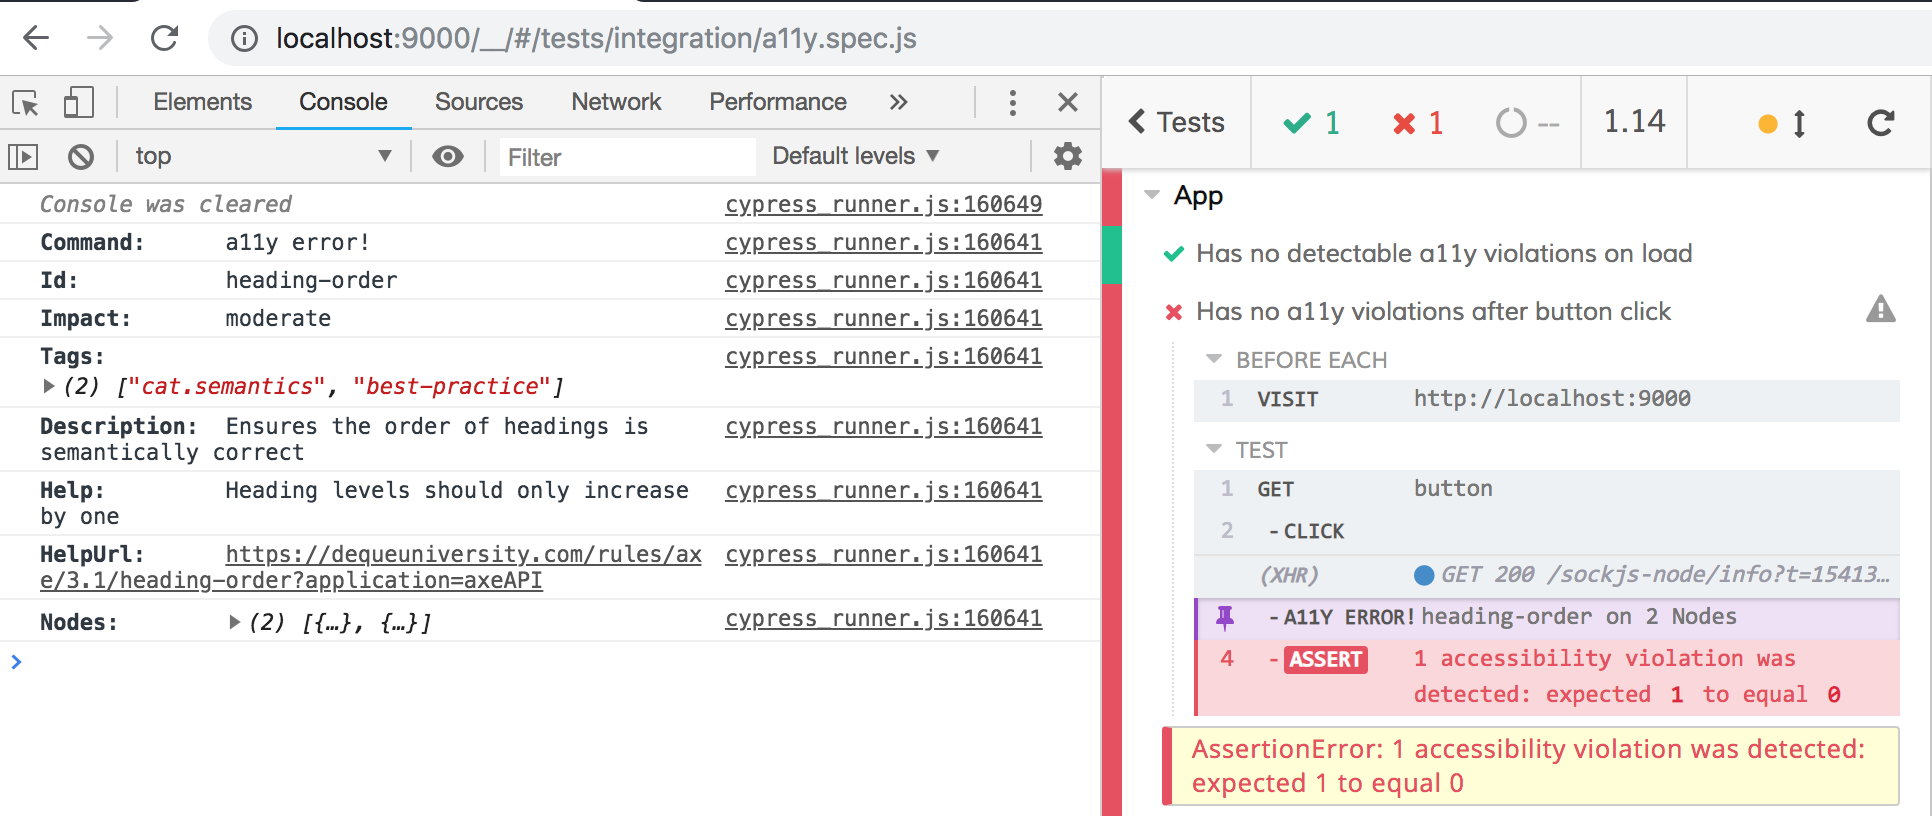 localhost:9000/__/#/tests/integration/a11y.spec.js
Elements Console Sources Network Performance »
top Filter Default levels
Console was cleared cypress_runner.js:160649
Command: a11y error! cypress_runner.js:160641
Id: heading-order cypress_runner.js:160641
Impact: moderate cypress_runner.js:160641
Tags: cypress_runner.js:160641
(2) ["cat.semantics", "best-practice"]
Description: Ensures the order of headings is cypress_runner.js:160641
semantically correct
Help: Heading levels should only increase cypress_runner.js:160641
by one
HelpUrl: https://dequeuniversity.com/rules/ax cypress_runner.js:160641
e/3.1/heading-order?application=axeAPI
Nodes: (2) [{…}, {…}] cypress_runner.js:160641
Tests 1 1 -- 1.14
App
Has no detectable a11y violations on load
Has no a11y violations after button click
BEFORE EACH
1 VISIT http://localhost:9000
TEST
1 GET button
2 -CLICK
(XHR) GET 200 /sockjs-node/info?t=15413…
-A11Y ERROR! heading-order on 2 Nodes
4 -ASSERT 1 accessibility violation was
detected: expected 1 to equal 0
AssertionError: 1 accessibility violation was detected:
expected 1 to equal 0